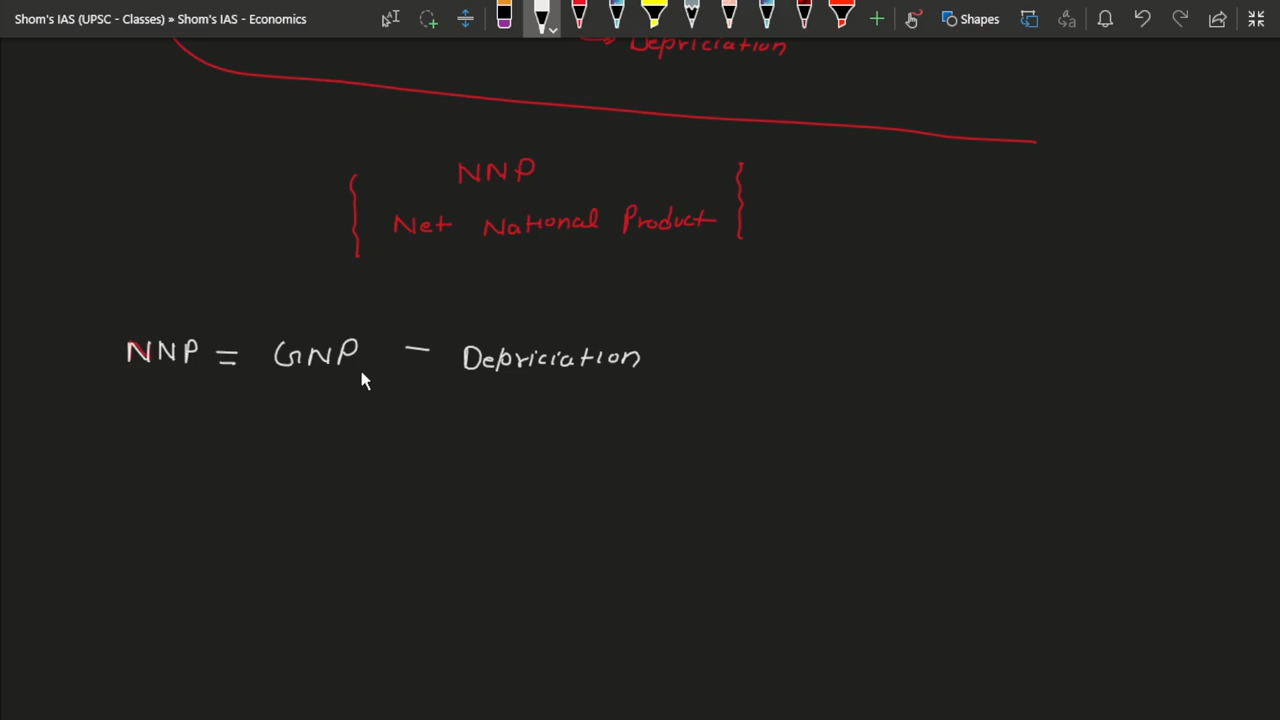 Shom's IAS (UPSC - Classes) » Shom's IAS - Economics
Shapes
Depriciation
NNP
Net National Product
NNP = GNP - Depriciation